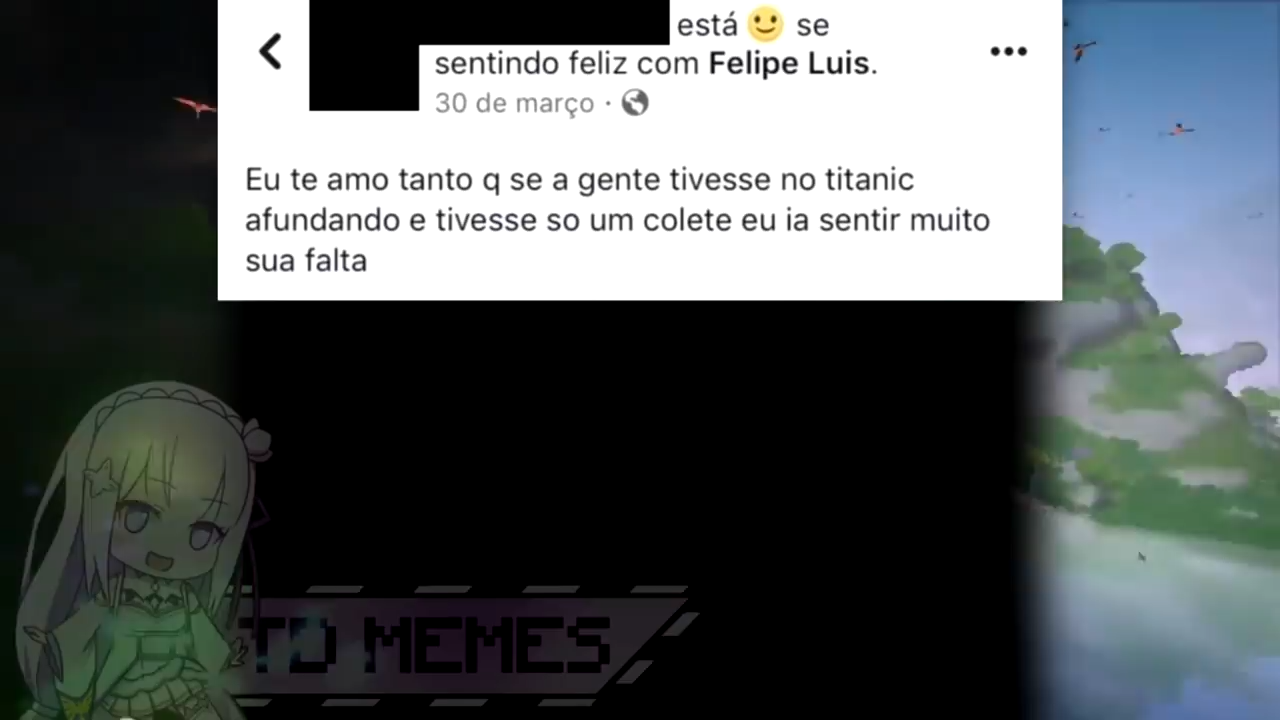 está 🙂 se
sentindo feliz com Felipe Luis.
30 de março ·
Eu te amo tanto q se a gente tivesse no titanic
afundando e tivesse so um colete eu ia sentir muito
sua falta
TD MEMES